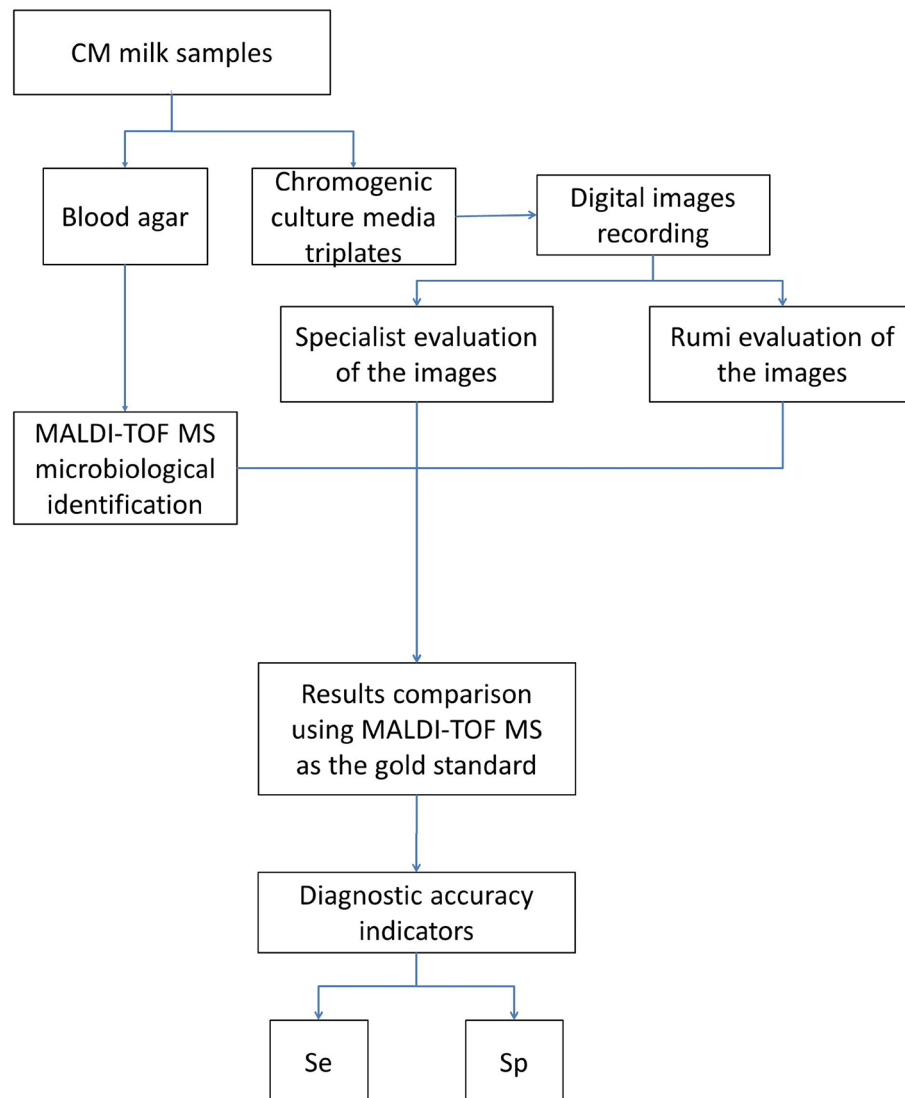 CM milk samples
Blood agar
Chromogenic
culture media
triplates
Digital images
recording
Specialist evaluation
of the images
Rumi evaluation of
the images
MALDI-TOF MS
microbiological
identification
Results comparison
using MALDI-TOF MS
as the gold standard
Diagnostic accuracy
indicators
Se
Sp